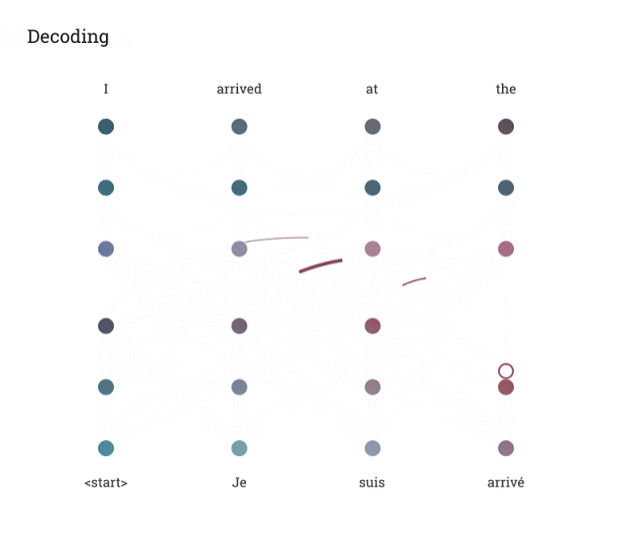 Decoding
I arrived at the
<start> Je suis arrivé